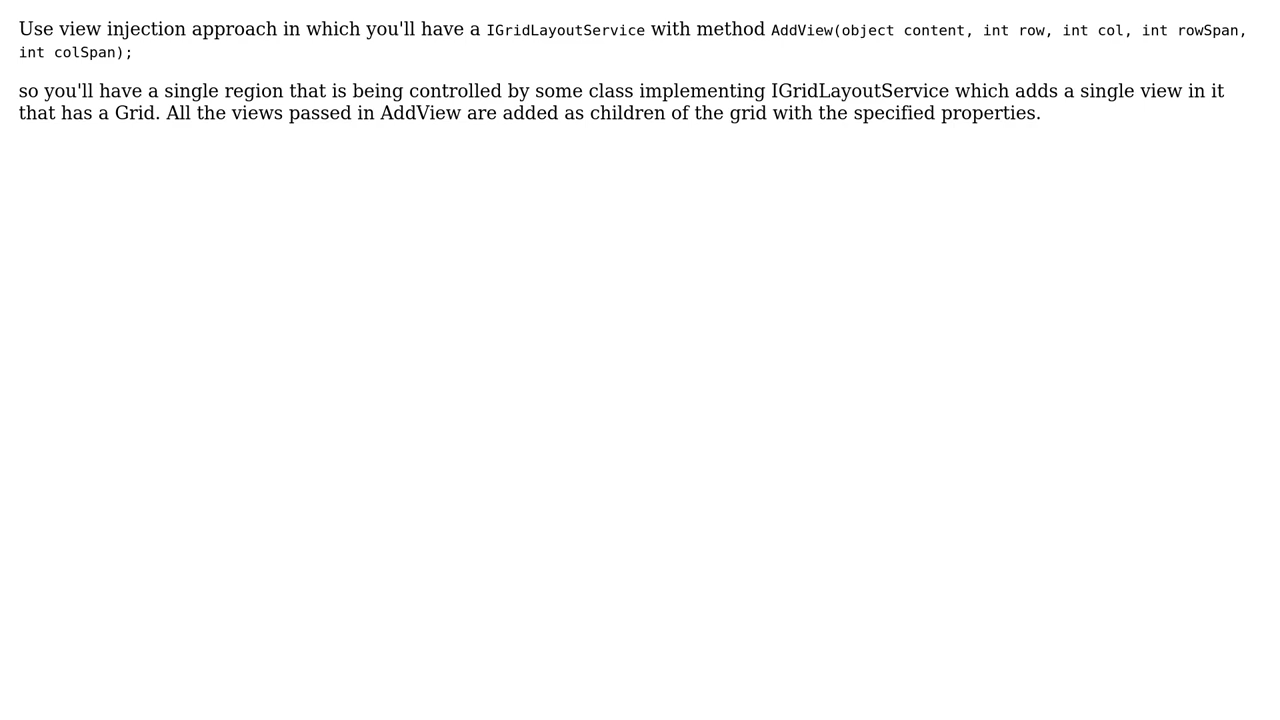 Use view injection approach in which you'll have a IGridLayoutService with method AddView(object content, int row, int col, int rowSpan,
int colSpan);
so you'll have a single region that is being controlled by some class implementing IGridLayoutService which adds a single view in it
that has a Grid. All the views passed in AddView are added as children of the grid with the specified properties.